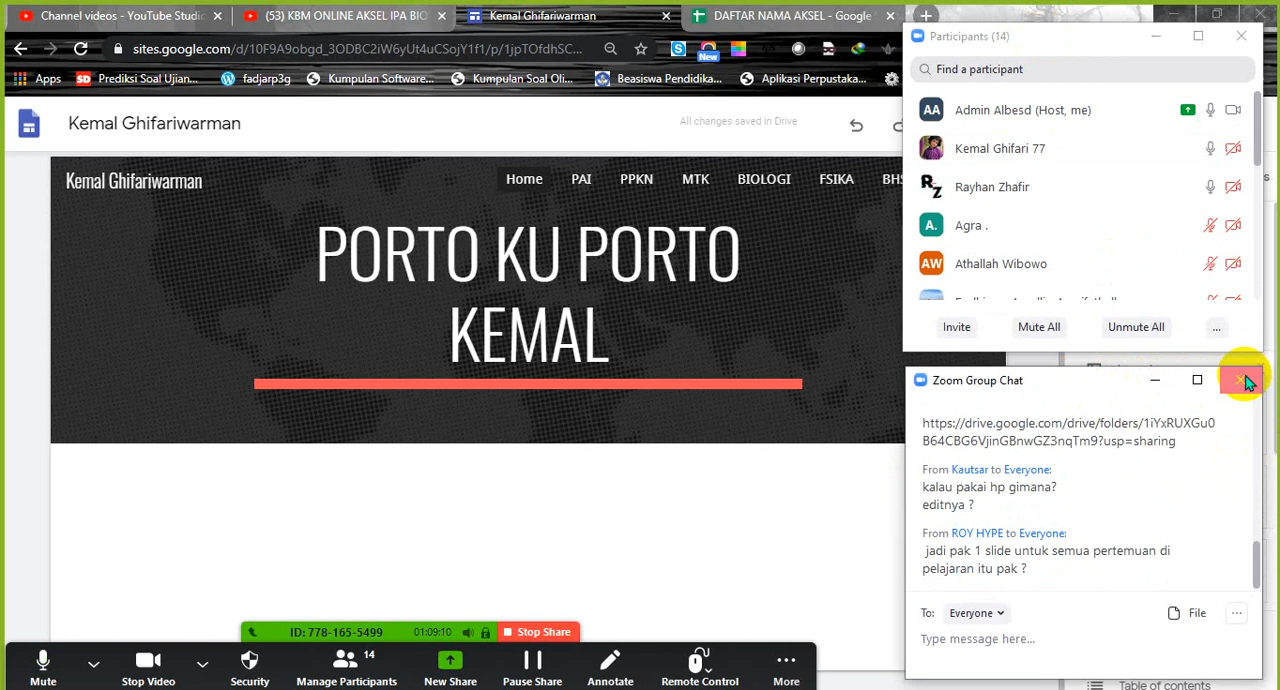 Channel videos - YouTube Studi
(53) KBM ONLINE AKSEL IPA BIO
Kemal Ghifariwarman
DAFTAR NAMA AKSEL - Google
sites.google.com/d/10F9A9obgd_3ODBC2iW6yUt4uCSojY1f1/p/1jpTOfdhSC...
New
Apps
Prediksi Soal Ujian...
fadjarp3g
Kumpulan Software...
Kumpulan Soal Oli...
Beasiswa Pendidika...
Aplikasi Perpustaka...
Kemal Ghifariwarman
All changes saved in Drive
Kemal Ghifariwarman
Home PAI PPKN MTK BIOLOGI FSIKA BHS
PORTO KU PORTO
KEMAL
Participants (14)
Find a participant
AA Admin Albesd (Host, me)
Kemal Ghifari 77
RZ Rayhan Zhafir
A. Agra .
AW Athallah Wibowo
Invite Mute All Unmute All ...
Zoom Group Chat
https://drive.google.com/drive/folders/1iYxRUXGu0
B64CBG6VjinGBnwGZ3nqTm9?usp=sharing
From Kautsar to Everyone:
kalau pakai hp gimana?
editnya ?
From ROY HYPE to Everyone:
jadi pak 1 slide untuk semua pertemuan di
pelajaran itu pak ?
To: Everyone File
Type message here...
Table of contents
ID: 778-165-5499 01:09:10 Stop Share
14
Mute Stop Video Security Manage Participants New Share Pause Share Annotate Remote Control More